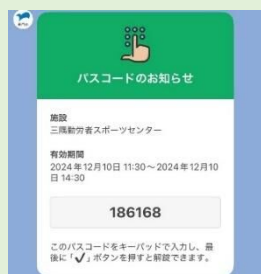 パスコードのお知らせ
施設
三隅勤労者スポーツセンター
有効期間
2024年12月10日 11:30～2024年12月10
日 14:30
186168
このパスコードをキーパッドで入力し、最
後に「✓」ボタンを押すと解錠できます。